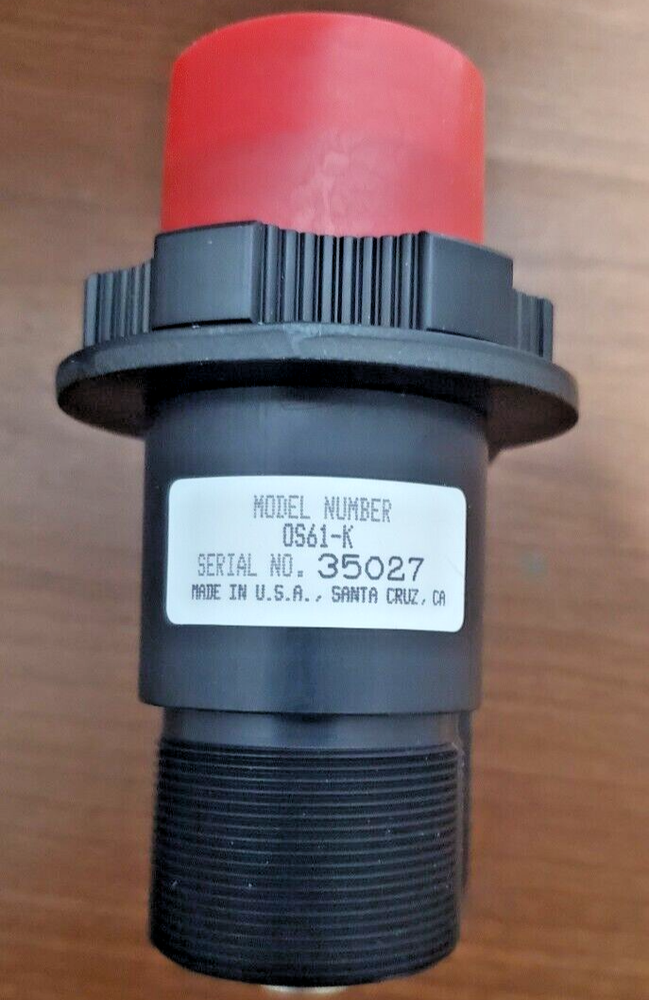 MODEL NUMBER
OS61-K
SERIAL NO. 35027
MADE IN U.S.A., SANTA CRUZ, CA